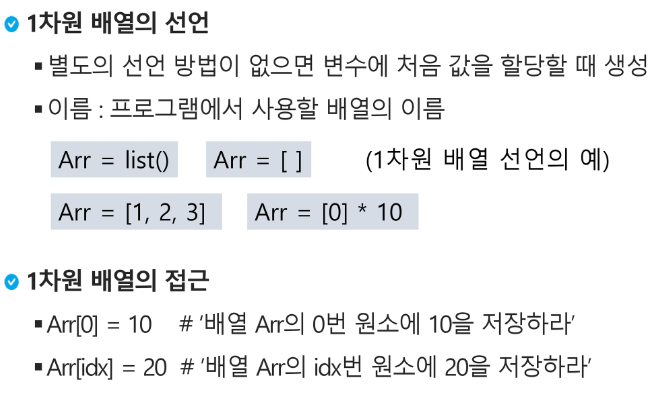 1차원 배열의 선언
▪별도의 선언 방법이 없으면 변수에 처음 값을 할당할 때 생성
▪이름 : 프로그램에서 사용할 배열의 이름
Arr = list() Arr = [ ] (1차원 배열 선언의 예)
Arr = [1, 2, 3] Arr = [0] * 10
1차원 배열의 접근
▪Arr[0] = 10 # ‘배열 Arr의 0번 원소에 10을 저장하라’
▪Arr[idx] = 20 # ‘배열 Arr의 idx번 원소에 20을 저장하라’